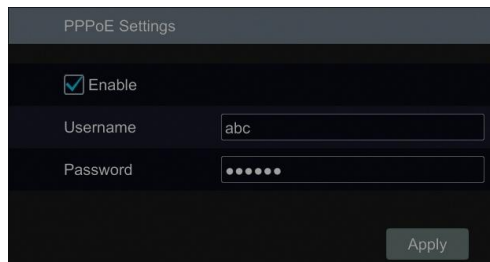 PPPoE Settings
Enable
Username abc
Password ●●●●●●
Apply